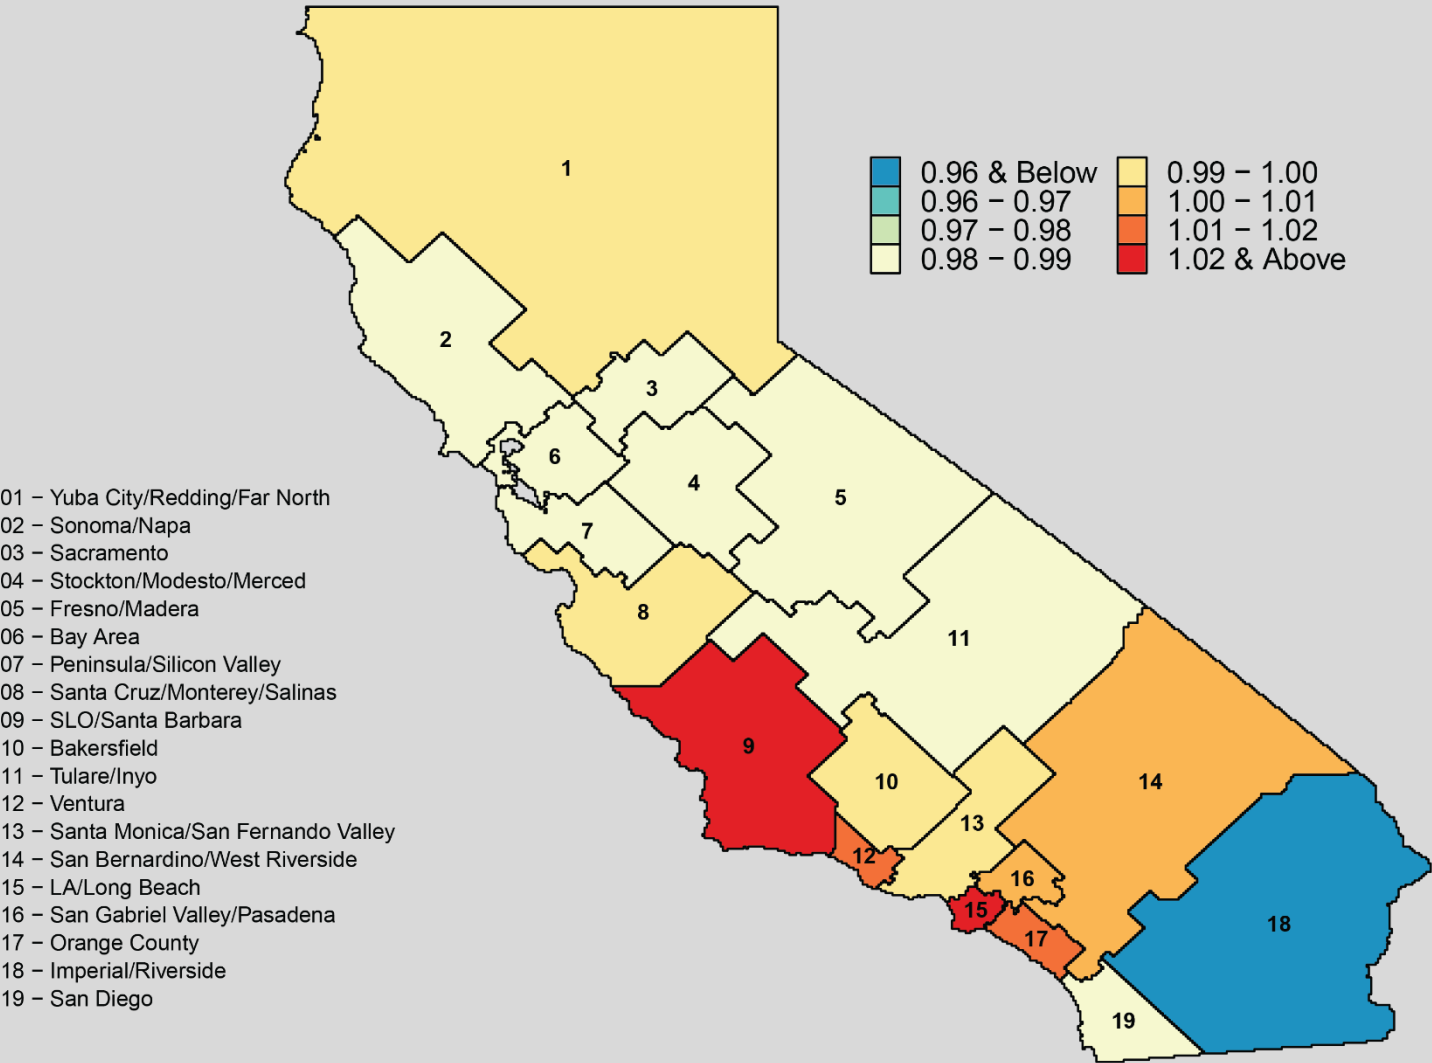 1
0.96 & Below
0.99 − 1.00
0.96 − 0.97
1.00 − 1.01
0.97 − 0.98
1.01 − 1.02
0.98 − 0.99
1.02 & Above
2
3
6
4
5
7
8
11
9
10
14
13
12
16
15
17
18
19
01 − Yuba City/Redding/Far North
02 − Sonoma/Napa
03 − Sacramento
04 − Stockton/Modesto/Merced
05 − Fresno/Madera
06 − Bay Area
07 − Peninsula/Silicon Valley
08 − Santa Cruz/Monterey/Salinas
09 − SLO/Santa Barbara
10 − Bakersfield
11 − Tulare/Inyo
12 − Ventura
13 − Santa Monica/San Fernando Valley
14 − San Bernardino/West Riverside
15 − LA/Long Beach
16 − San Gabriel Valley/Pasadena
17 − Orange County
18 − Imperial/Riverside
19 − San Diego